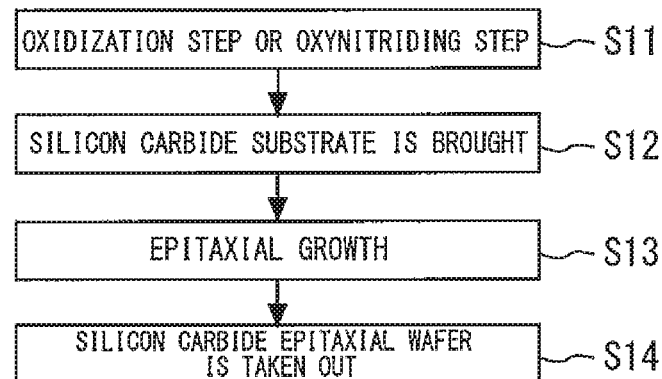 OXIDIZATION STEP OR OXYNITRIDING STEP S11
SILICON CARBIDE SUBSTRATE IS BROUGHT S12
EPITAXIAL GROWTH S13
SILICON CARBIDE EPITAXIAL WAFER
IS TAKEN OUT S14